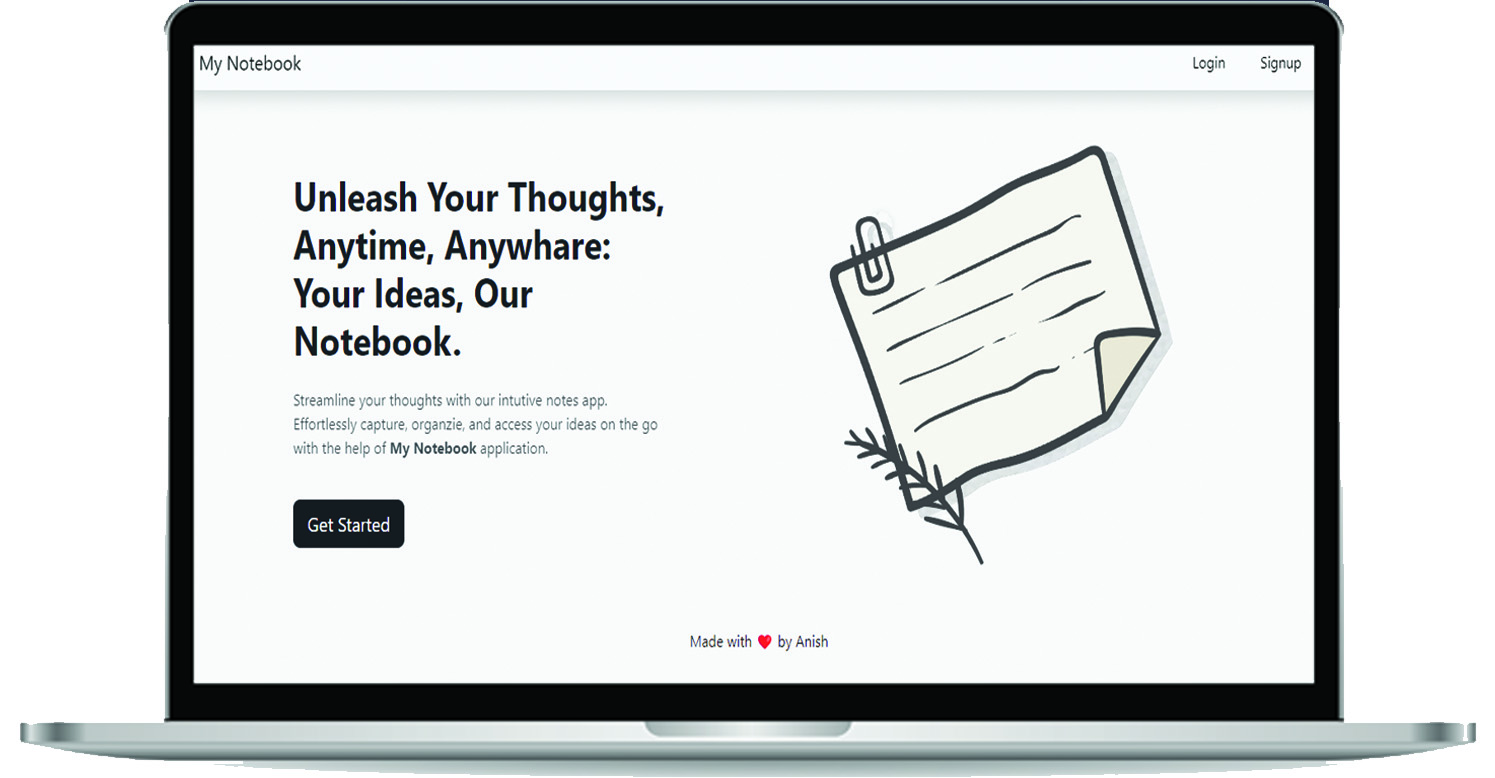 My Notebook
Login
Signup
Unleash Your Thoughts,
Anytime, Anywhare:
Your Ideas, Our
Notebook.
Streamline your thoughts with our intutive notes app.
Effortlessly capture, organzie, and access your ideas on the go
with the help of My Notebook application.
Get Started
Made with ❤ by Anish